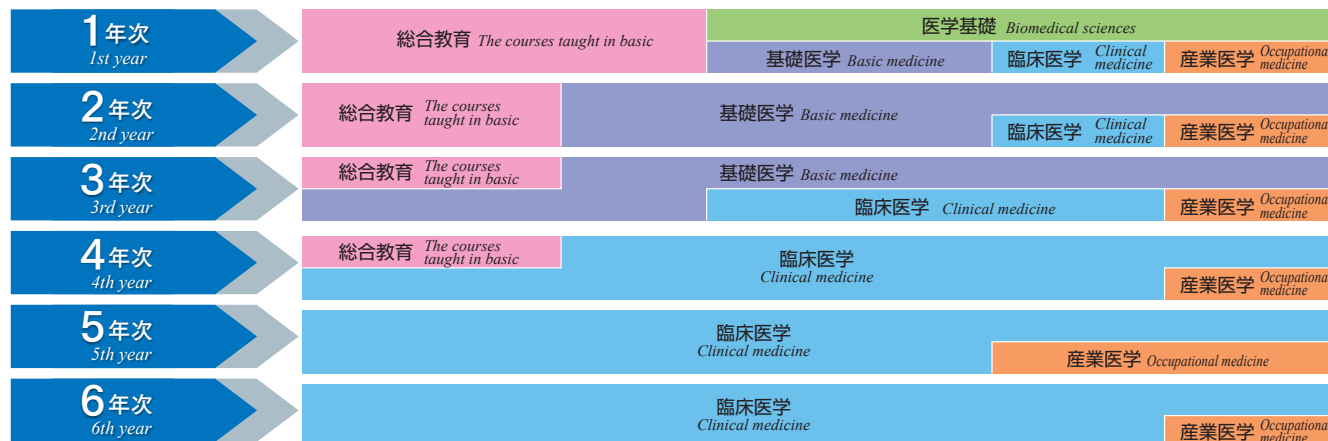 1年次
1st year
総合教育 The courses taught in basic
医学基礎 Biomedical sciences
基礎医学 Basic medicine
臨床医学 Clinical
medicine
産業医学 Occupational
medicine
2年次
2nd year
総合教育 The courses
taught in basic
基礎医学 Basic medicine
臨床医学 Clinical
medicine
産業医学 Occupational
medicine
3年次
3rd year
総合教育 The courses
taught in basic
基礎医学 Basic medicine
臨床医学 Clinical medicine
産業医学 Occupational
medicine
4年次
4th year
総合教育 The courses
taught in basic
臨床医学
Clinical medicine
産業医学 Occupational
medicine
5年次
5th year
臨床医学
Clinical medicine
産業医学 Occupational medicine
6年次
6th year
臨床医学
Clinical medicine
産業医学 Occupational
medicine